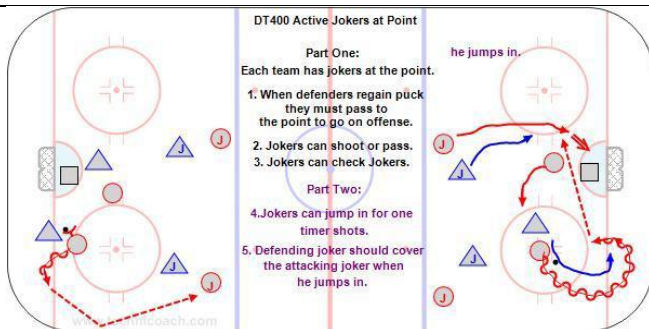 DT400 Active Jokers at Point
Part One:
he jumps in.
Each team has jokers at the point.
1. When defenders regain puck
they must pass to
the point to go on offense.
2. Jokers can shoot or pass.
3. Jokers can check Jokers.
Part Two:
4.Jokers can jump in for one
timer shots.
5. Defending joker should cover
the attacking joker when
he jumps in.
J
J
J
J
J
J
J
J